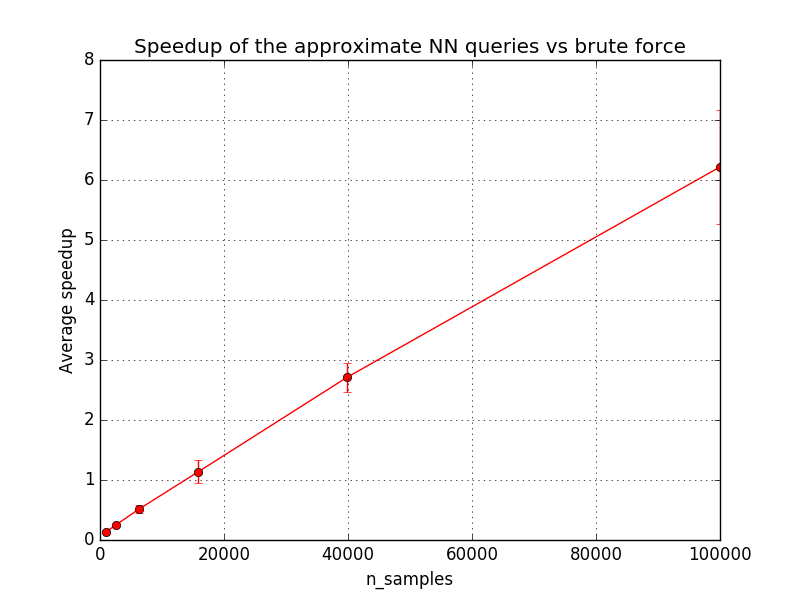 Speedup of the approximate NN queries vs brute force
8
7
6
5
4
3
2
1
0
Average speedup
0 20000 40000 60000 80000 100000
n_samples